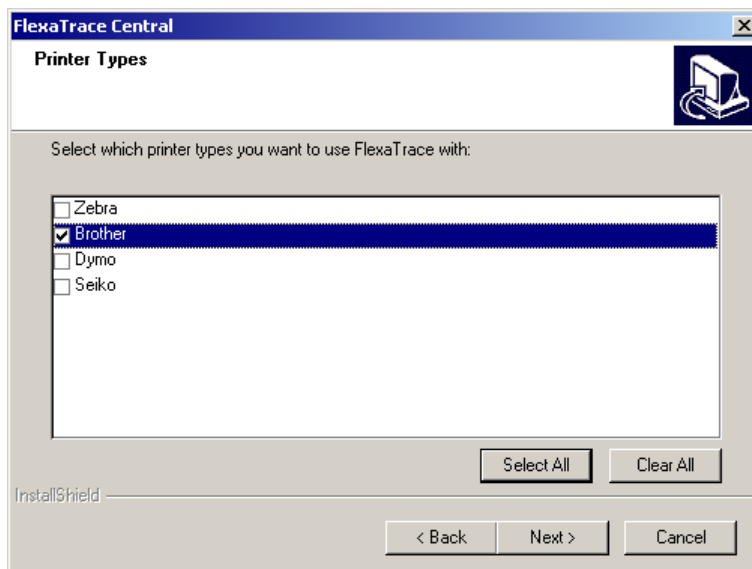 FlexaTrace Central
Printer Types
Select which printer types you want to use FlexaTrace with:
Zebra
Brother
Dymo
Seiko
Select All Clear All
InstallShield
< Back Next > Cancel